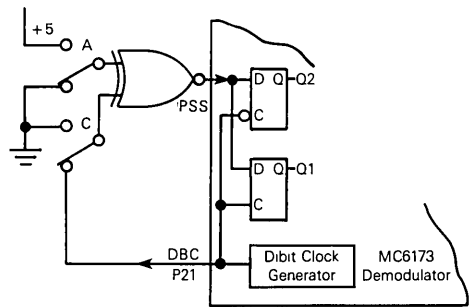 +5
A
PSS
D Q Q2
C
C
D Q Q1
C
DBC
P21
Dibit Clock
Generator
MC6173
Demodulator